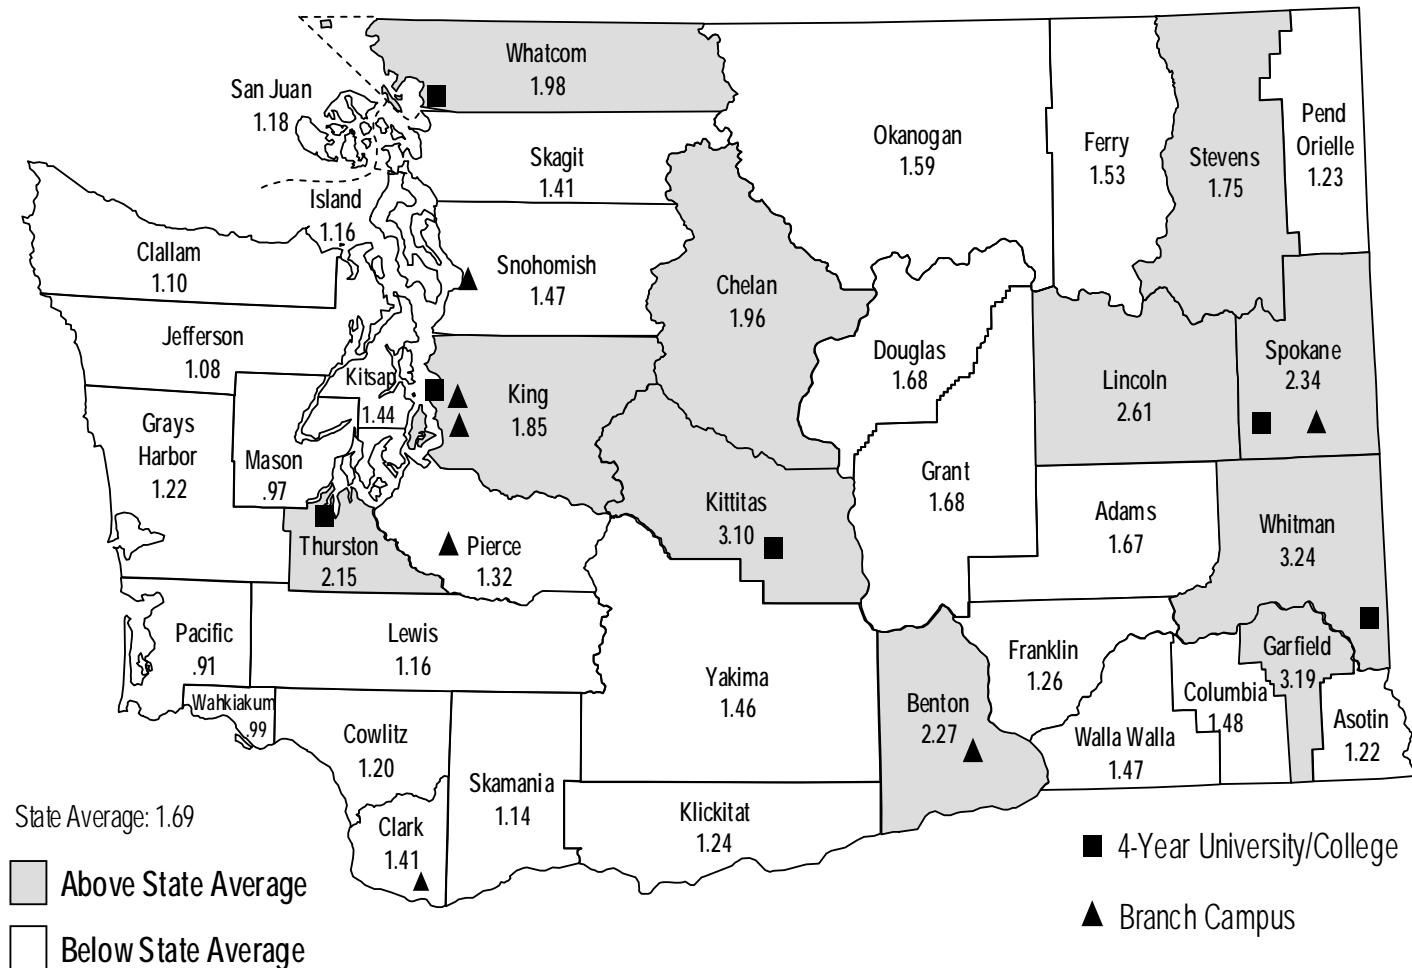 Whatcom
1.98
San Juan
1.18
Skagit
1.41
Island
1.16
Okanogan
1.59
Ferry
1.53
Stevens
1.75
Pend
Orielle
1.23
Clallam
1.10
Snohomish
1.47
Chelan
1.96
Jefferson
1.08
Kitsap
1.44
King
1.85
Douglas
1.68
Lincoln
2.61
Spokane
2.34
Grays
Harbor
1.22
Mason
.97
Grant
1.68
Kittitas
3.10
Adams
1.67
Whitman
3.24
Thurston
2.15
Pierce
1.32
Pacific
.91
Lewis
1.16
Yakima
1.46
Franklin
1.26
Garfield
3.19
Wahkiakum
.99
Columbia
1.48
Benton
2.27
Asotin
1.22
Cowlitz
1.20
Walla Walla
1.47
Skamania
1.14
Klickitat
1.24
Clark
1.41
State Average: 1.69
Above State Average
Below State Average
4-Year University/College
Branch Campus